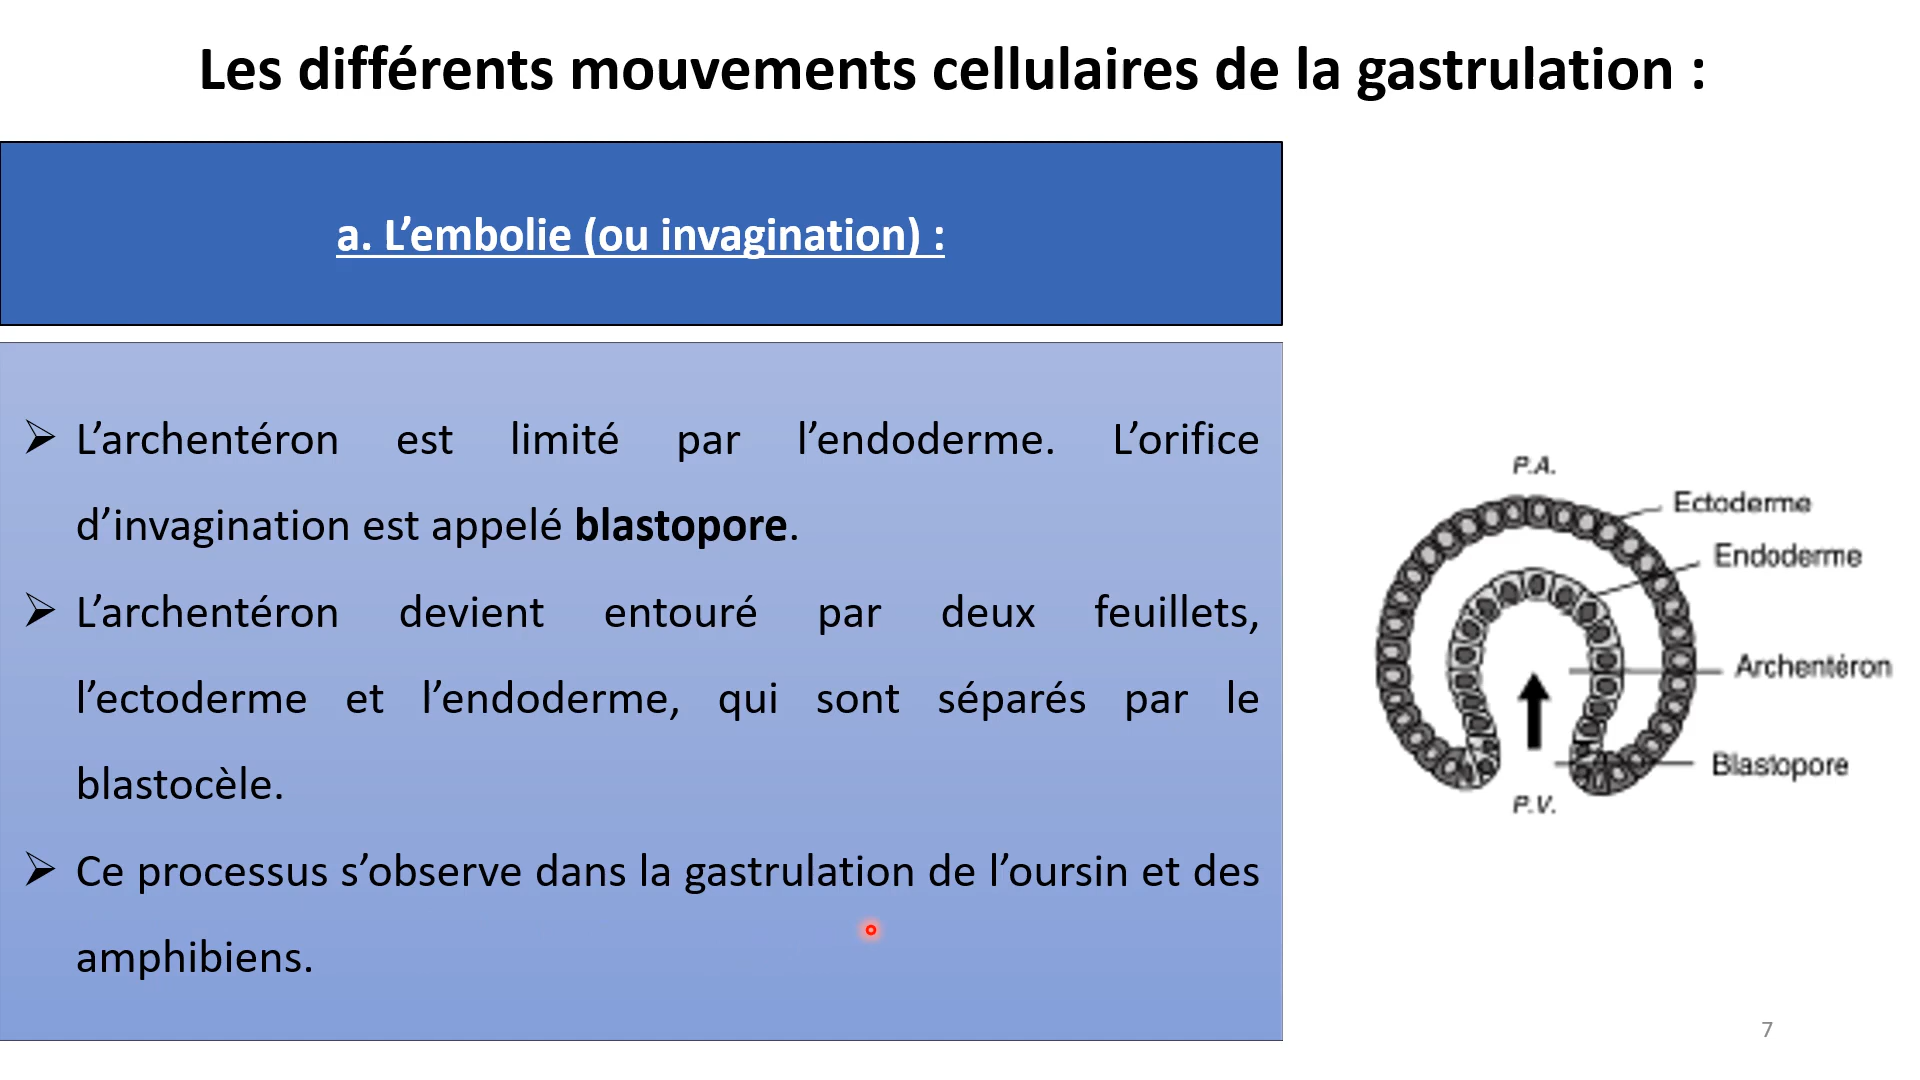 Les différents mouvements cellulaires de la gastrulation :
a. L’embolie (ou invagination) :
➢ L’archentéron est limité par l’endoderme. L’orifice
d’invagination est appelé blastopore.
➢ L’archentéron devient entouré par deux feuillets,
l’ectoderme et l’endoderme, qui sont séparés par le
blastocèle.
➢ Ce processus s’observe dans la gastrulation de l’oursin et des
amphibiens.
P.A.
Ectoderme
Endoderme
Archentéron
Blastopore
P.V.
7